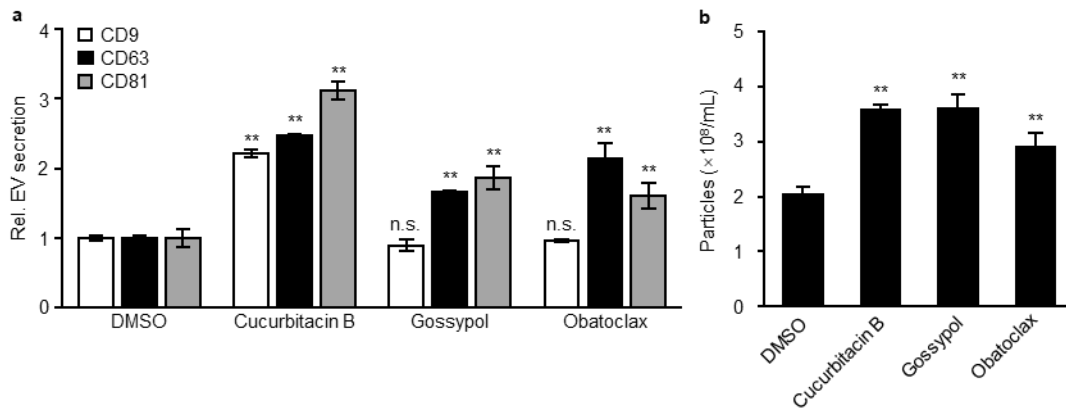 a
Rel. EV secretion
4
3
2
1
0
CD9
CD63
CD81
** ** **
n.s. ** **
n.s. ** **
DMSO Cucurbitacin B Gossypol Obatoclax
b
Particles (×10⁸/mL)
5
4
3
2
1
0
** ** **
DMSO
Cucurbitacin B
Gossypol
Obatoclax